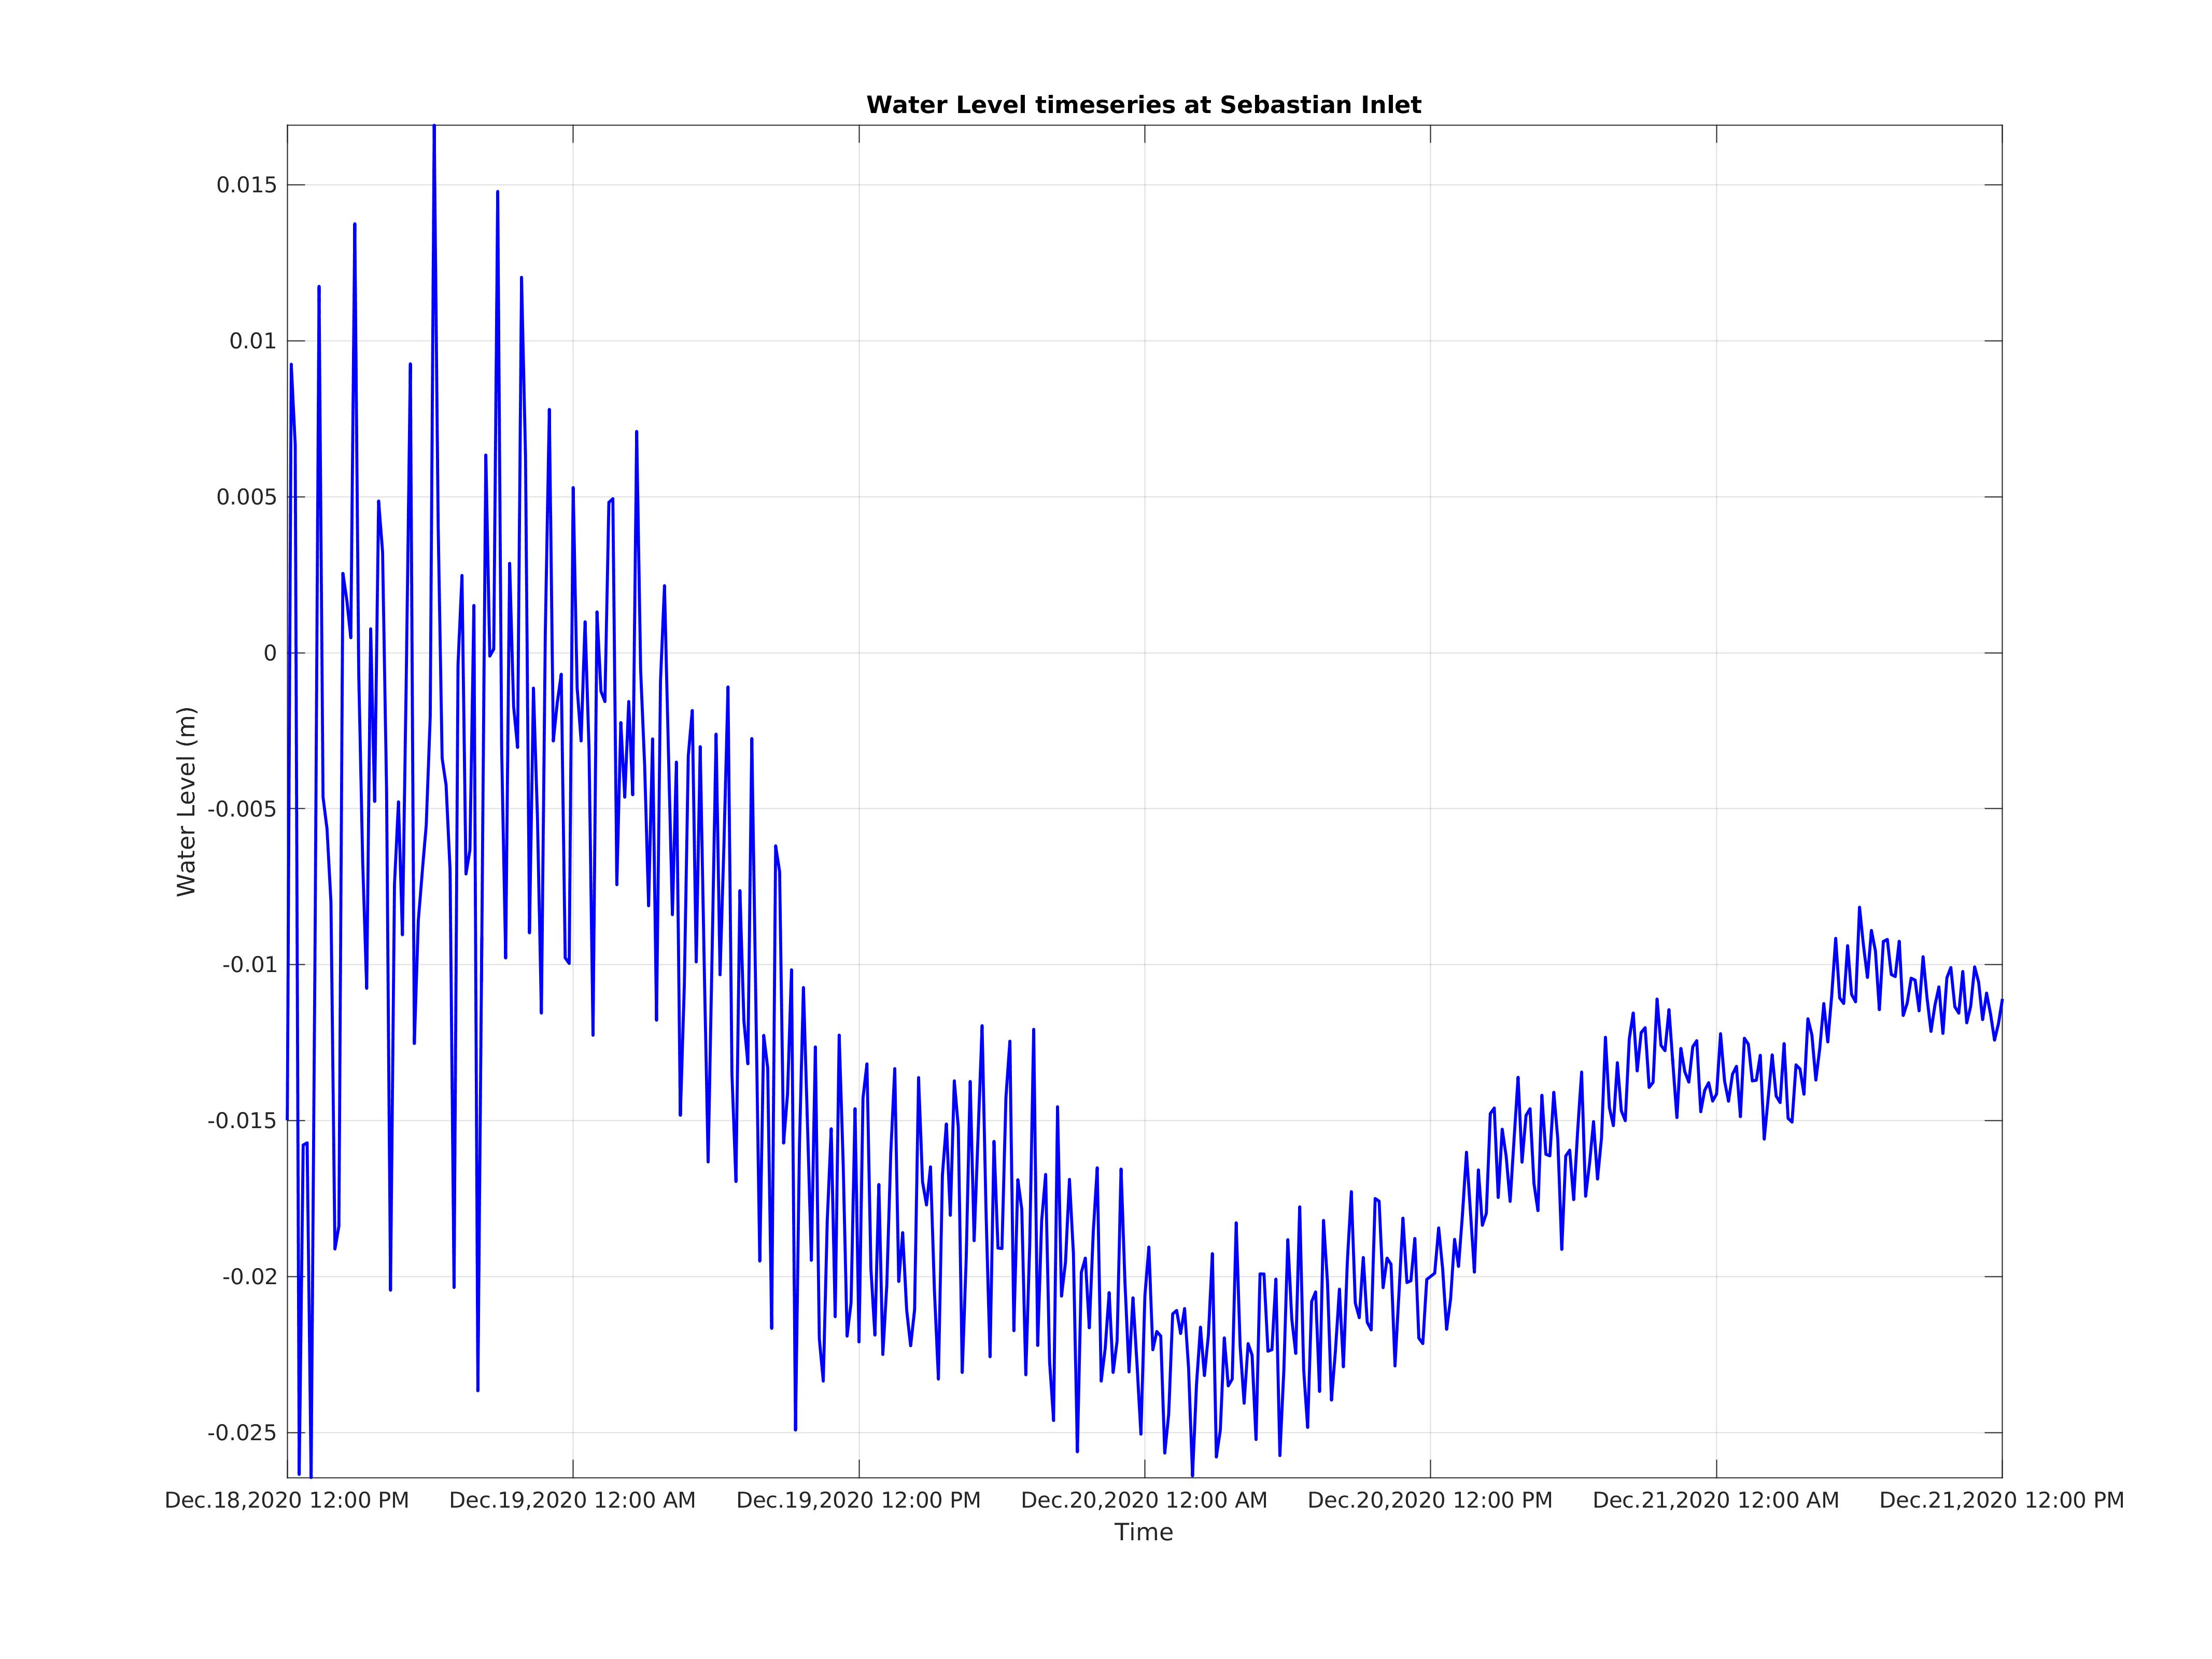 Water Level timeseries at Sebastian Inlet
0.015
0.01
0.005
0
-0.005
-0.01
-0.015
-0.02
-0.025
Water Level (m)
Dec.18,2020 12:00 PM
Dec.19,2020 12:00 AM
Dec.19,2020 12:00 PM
Dec.20,2020 12:00 AM
Dec.20,2020 12:00 PM
Dec.21,2020 12:00 AM
Dec.21,2020 12:00 PM
Time